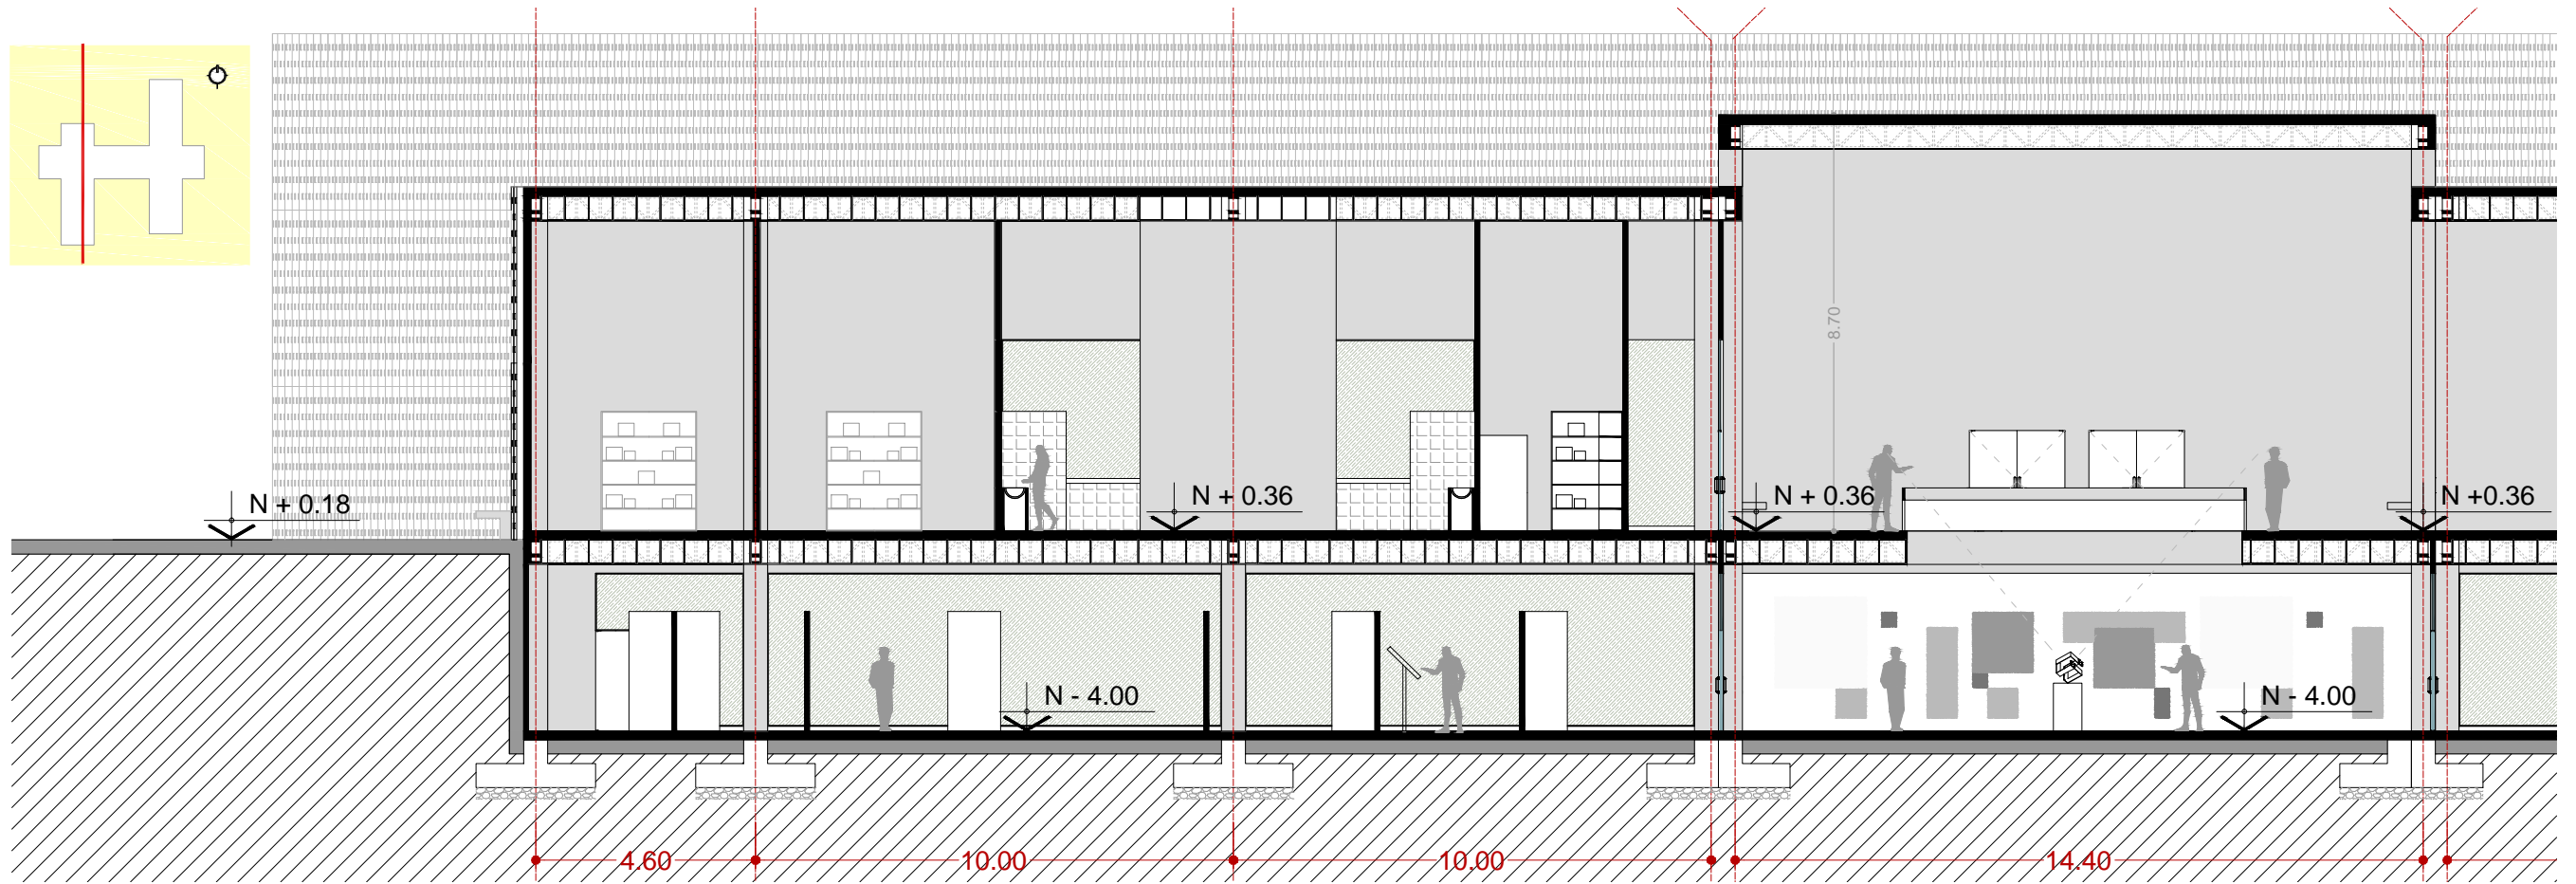 8.70
N + 0.18
N + 0.36
N + 0.36
N +0.36
N - 4.00
N - 4.00
4.60
10.00
10.00
14.40